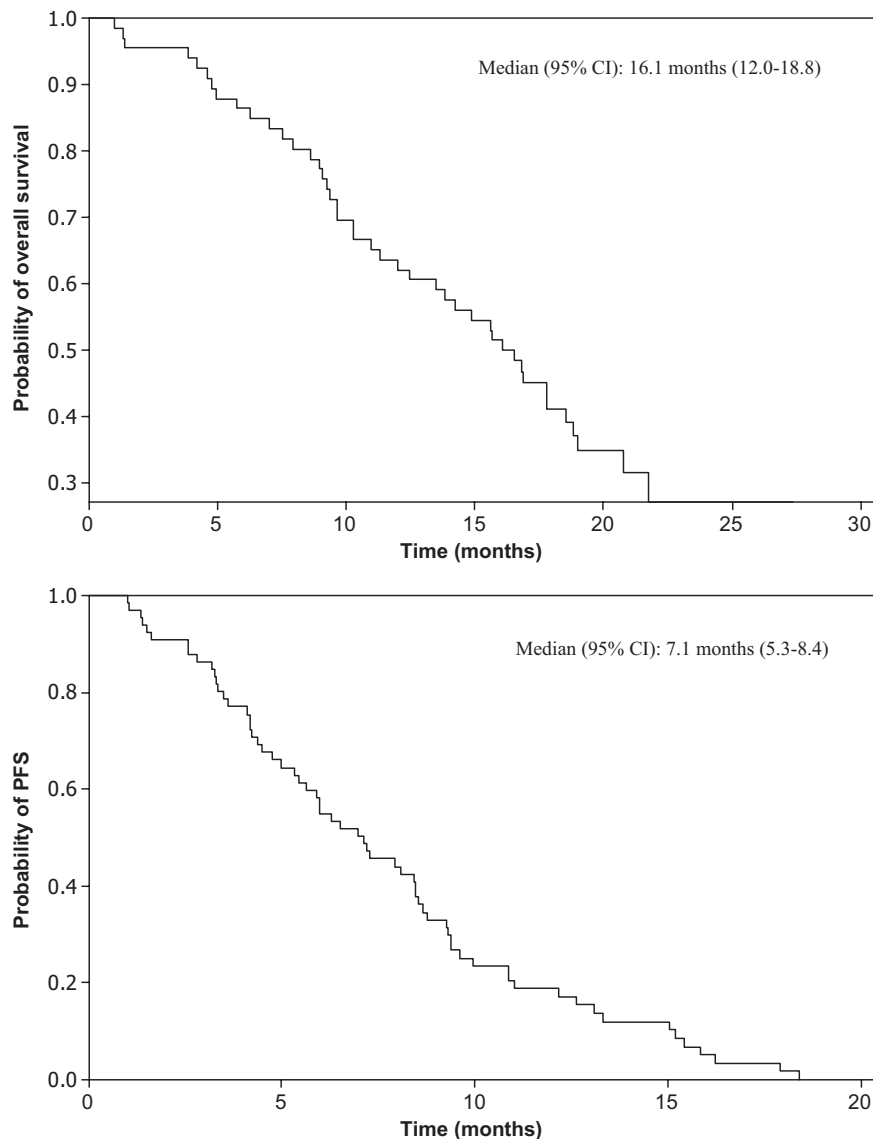 1.0
0.9
0.8
0.7
0.6
0.5
0.4
0.3
Probability of overall survival
Median (95% CI): 16.1 months (12.0-18.8)
0 5 10 15 20 25 30
Time (months)
1.0
0.8
0.6
0.4
0.2
0.0
Probability of PFS
Median (95% CI): 7.1 months (5.3-8.4)
0 5 10 15 20
Time (months)